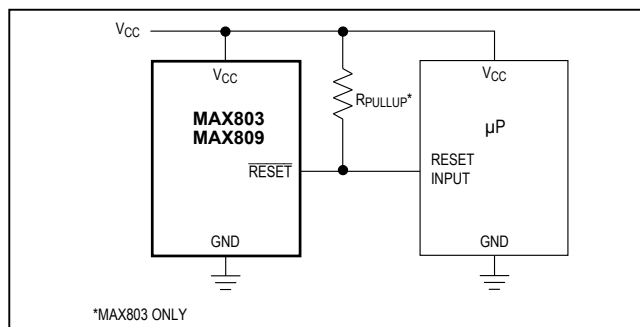 VCC
VCC
MAX803
MAX809
RESET
GND
RPULLUP*
VCC
µP
RESET
INPUT
GND
*MAX803 ONLY